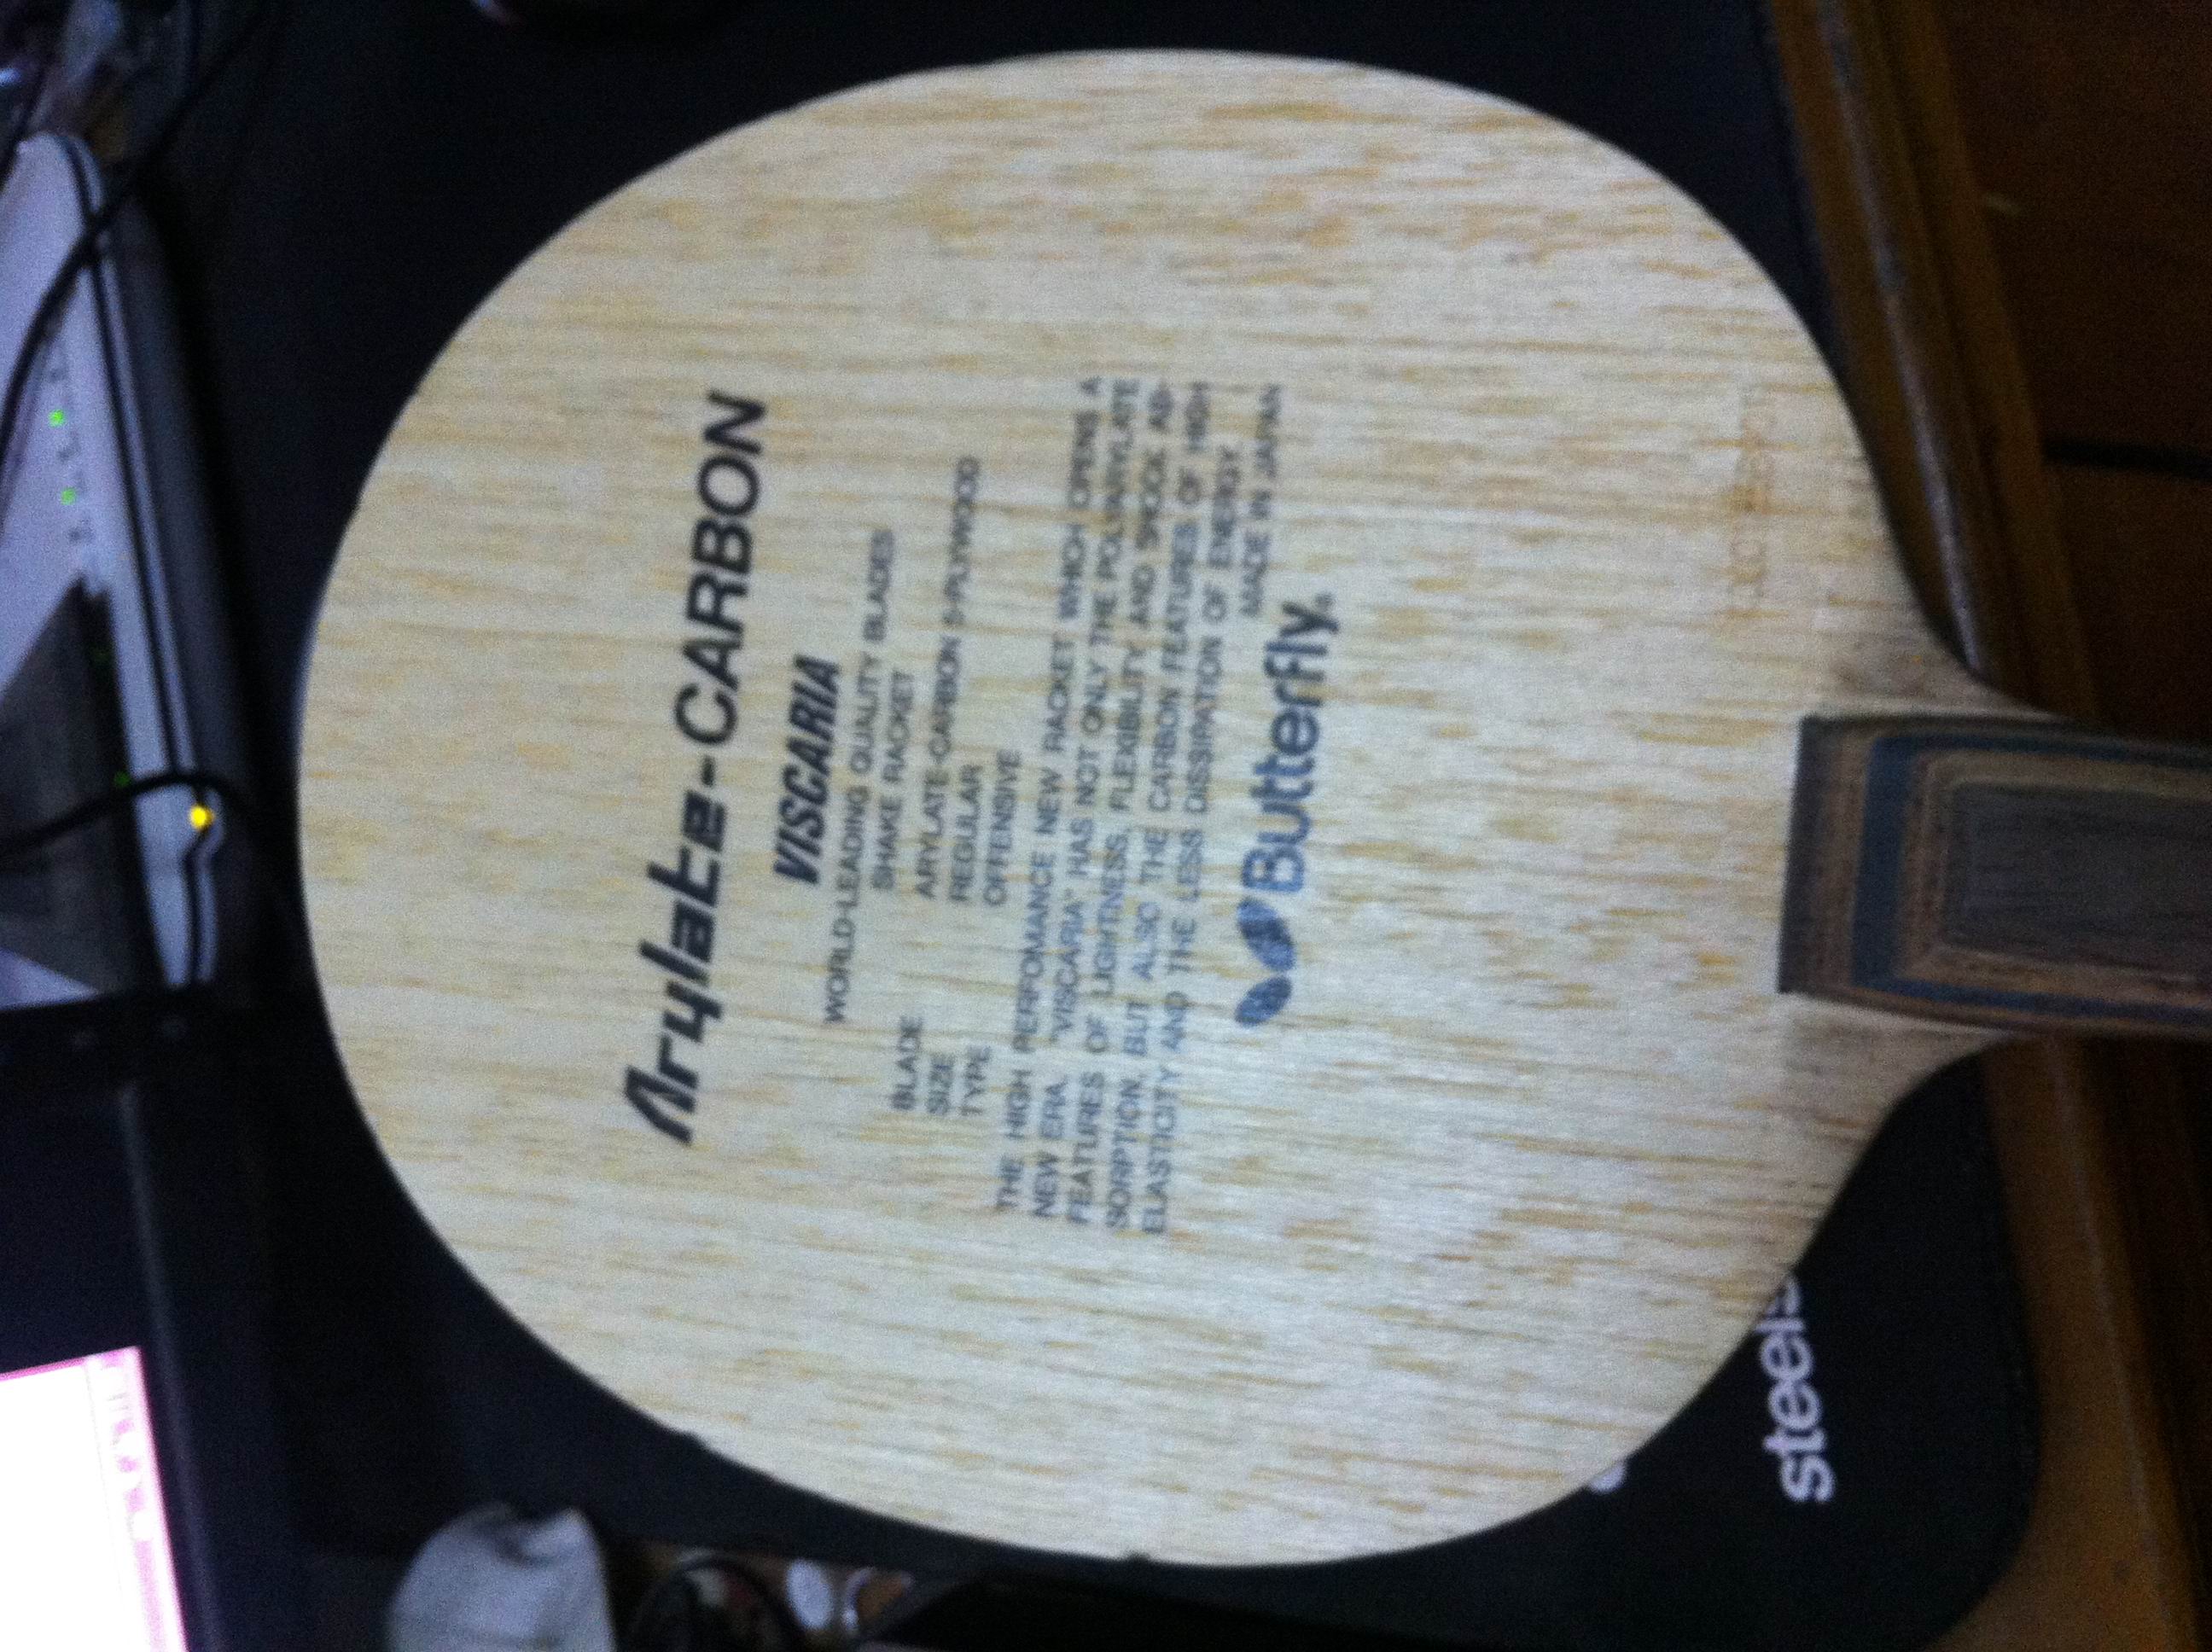 Arylate-CARBON
VISCARIA
WORLD-LEADING QUALITY BLADES
SHAKE RACKET
BLADE ARYLATE-CARBON 5-PLYWOOD
SIZE REGULAR
TYPE OFFENSIVE
THE HIGH PERFOMANCE NEW RACKET WHICH OPENS A
NEW ERA. "VISCARIA" HAS NOT ONLY THE POLYARYLATE
FEATURES OF LIGHTNESS, FLEXIBILITY AND SHOCK AB-
SORPTION, BUT ALSO THE CARBON FEATURES OF HIGH
ELASTICITY AND THE LESS DISSIPATION OF ENERGY.
MADE IN JAPAN
Butterfly®
steels